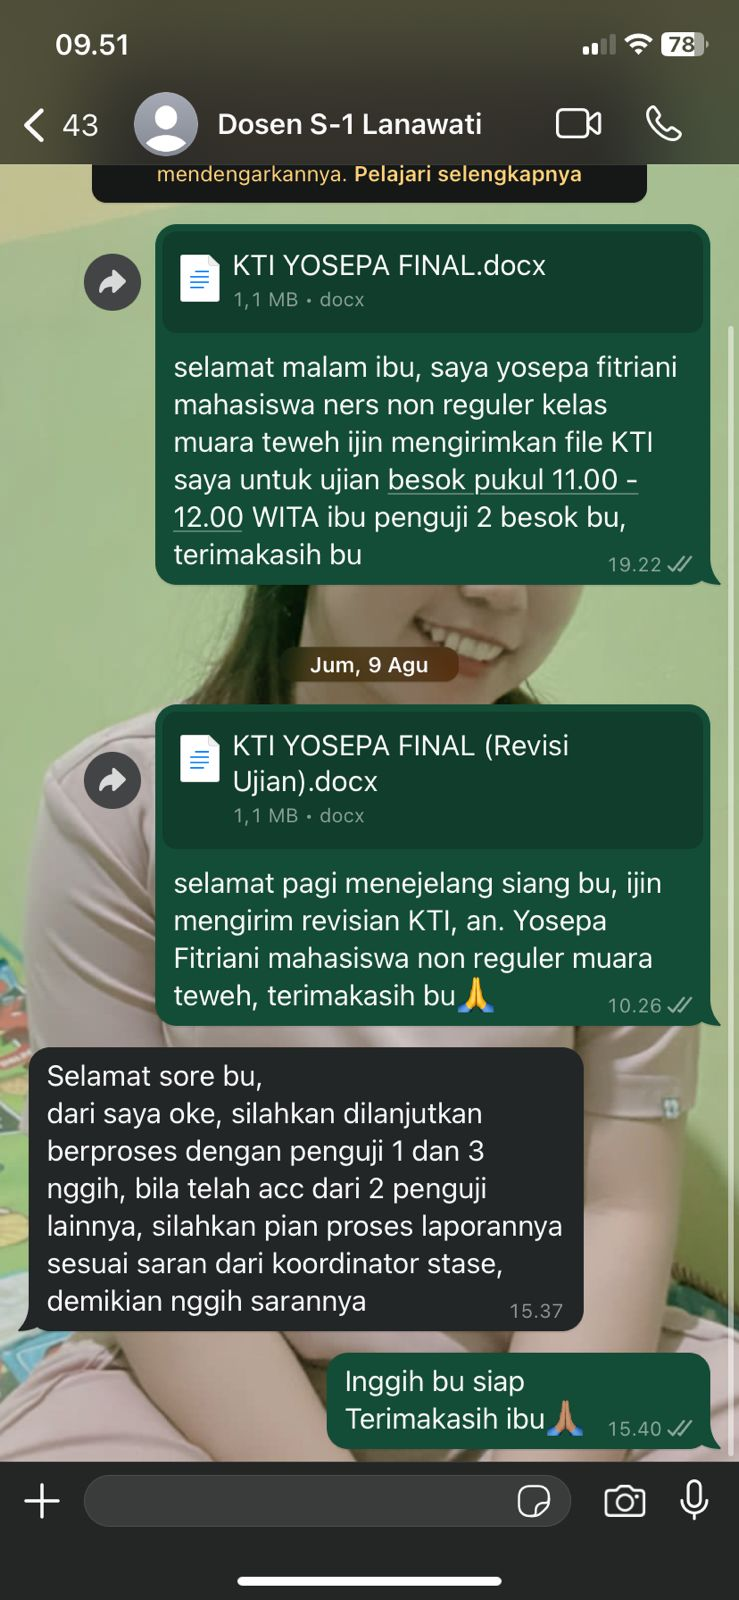 09.51
78
43
Dosen S-1 Lanawati
mendengarkannya. Pelajari selengkapnya
KTI YOSEPA FINAL.docx
1,1 MB • docx
selamat malam ibu, saya yosepa fitriani
mahasiswa ners non reguler kelas
muara teweh ijin mengirimkan file KTI
saya untuk ujian besok pukul 11.00 -
12.00 WITA ibu penguji 2 besok bu,
terimakasih bu
19.22
Jum, 9 Agu
KTI YOSEPA FINAL (Revisi
Ujian).docx
1,1 MB • docx
selamat pagi menejelang siang bu, ijin
mengirim revisian KTI, an. Yosepa
Fitriani mahasiswa non reguler muara
teweh, terimakasih bu🙏
10.26
Selamat sore bu,
dari saya oke, silahkan dilanjutkan
berproses dengan penguji 1 dan 3
nggih, bila telah acc dari 2 penguji
lainnya, silahkan pian proses laporannya
sesuai saran dari koordinator stase,
demikian nggih sarannya
15.37
Inggih bu siap
Terimakasih ibu🙏🏽
15.40